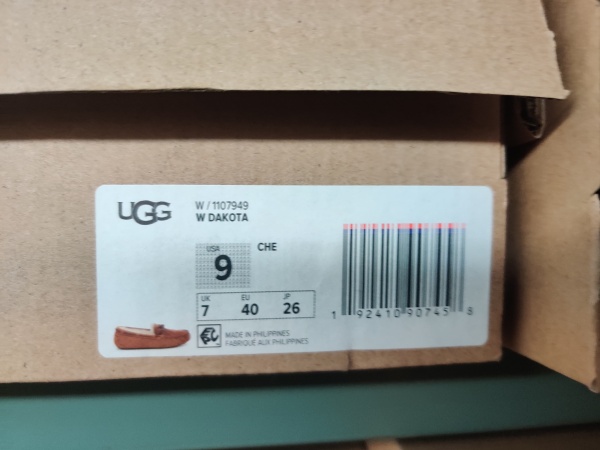 UGG
W / 1107949
W DAKOTA
USA
9
CHE
UK EU JP
7 40 26
MADE IN PHILIPPINES
FABRIQUÉ AUX PHILIPPINES
1 92410 90745 8